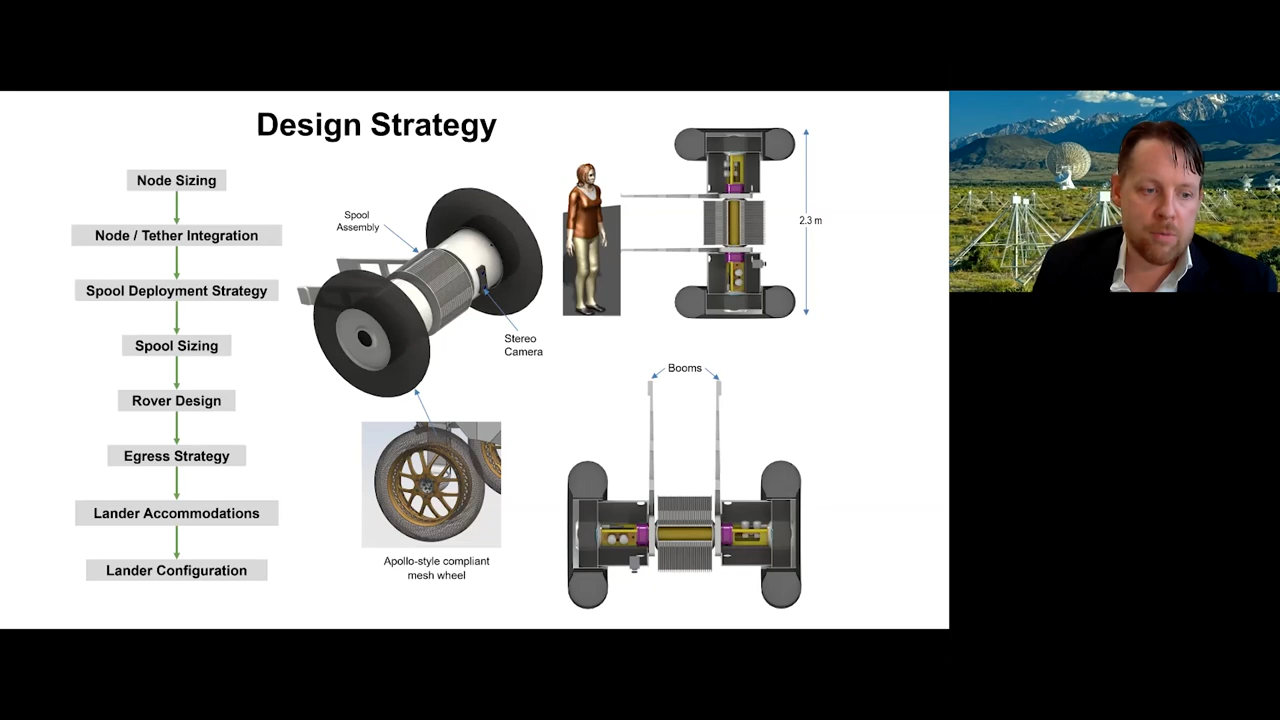 Design Strategy
Node Sizing
Node / Tether Integration
Spool Deployment Strategy
Spool Sizing
Rover Design
Egress Strategy
Lander Accommodations
Lander Configuration
Spool
Assembly
Stereo
Camera
Apollo-style compliant
mesh wheel
2.3 m
Booms